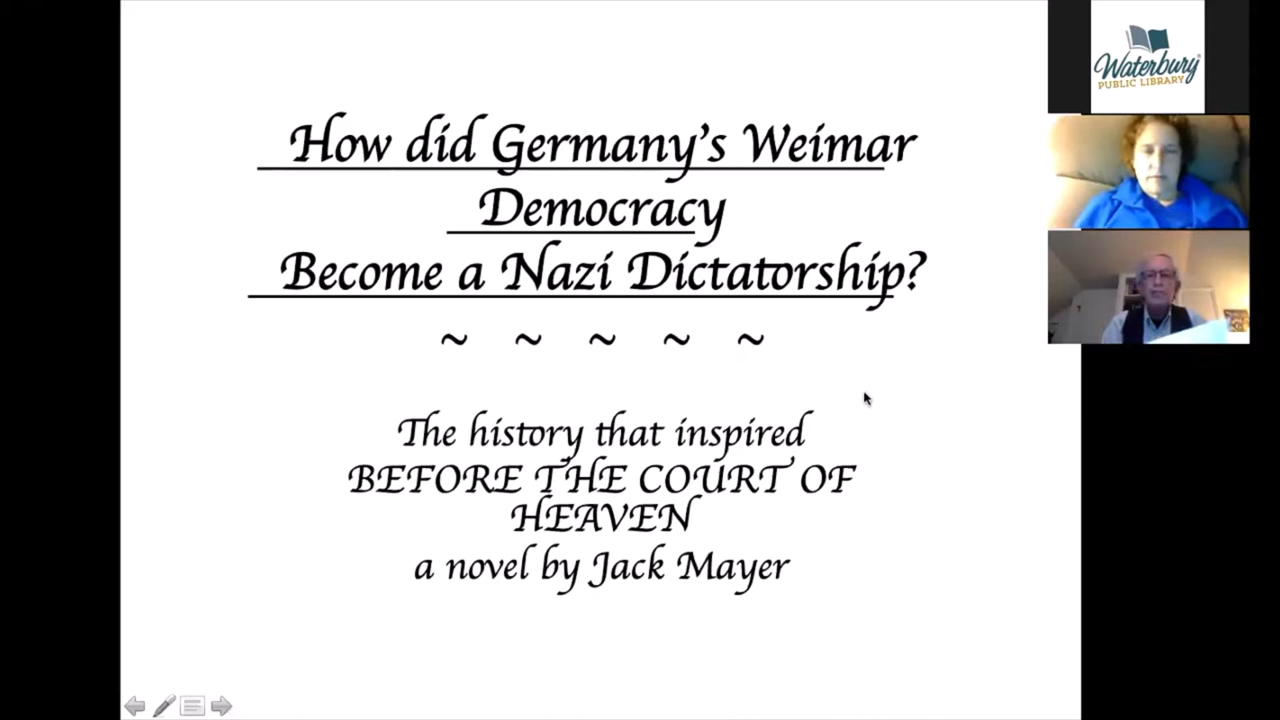 How did Germany's Weimar
Democracy
Become a Nazi Dictatorship?
~ ~ ~ ~ ~
The history that inspired
BEFORE THE COURT OF
HEAVEN
a novel by Jack Mayer
Waterbury
PUBLIC LIBRARY